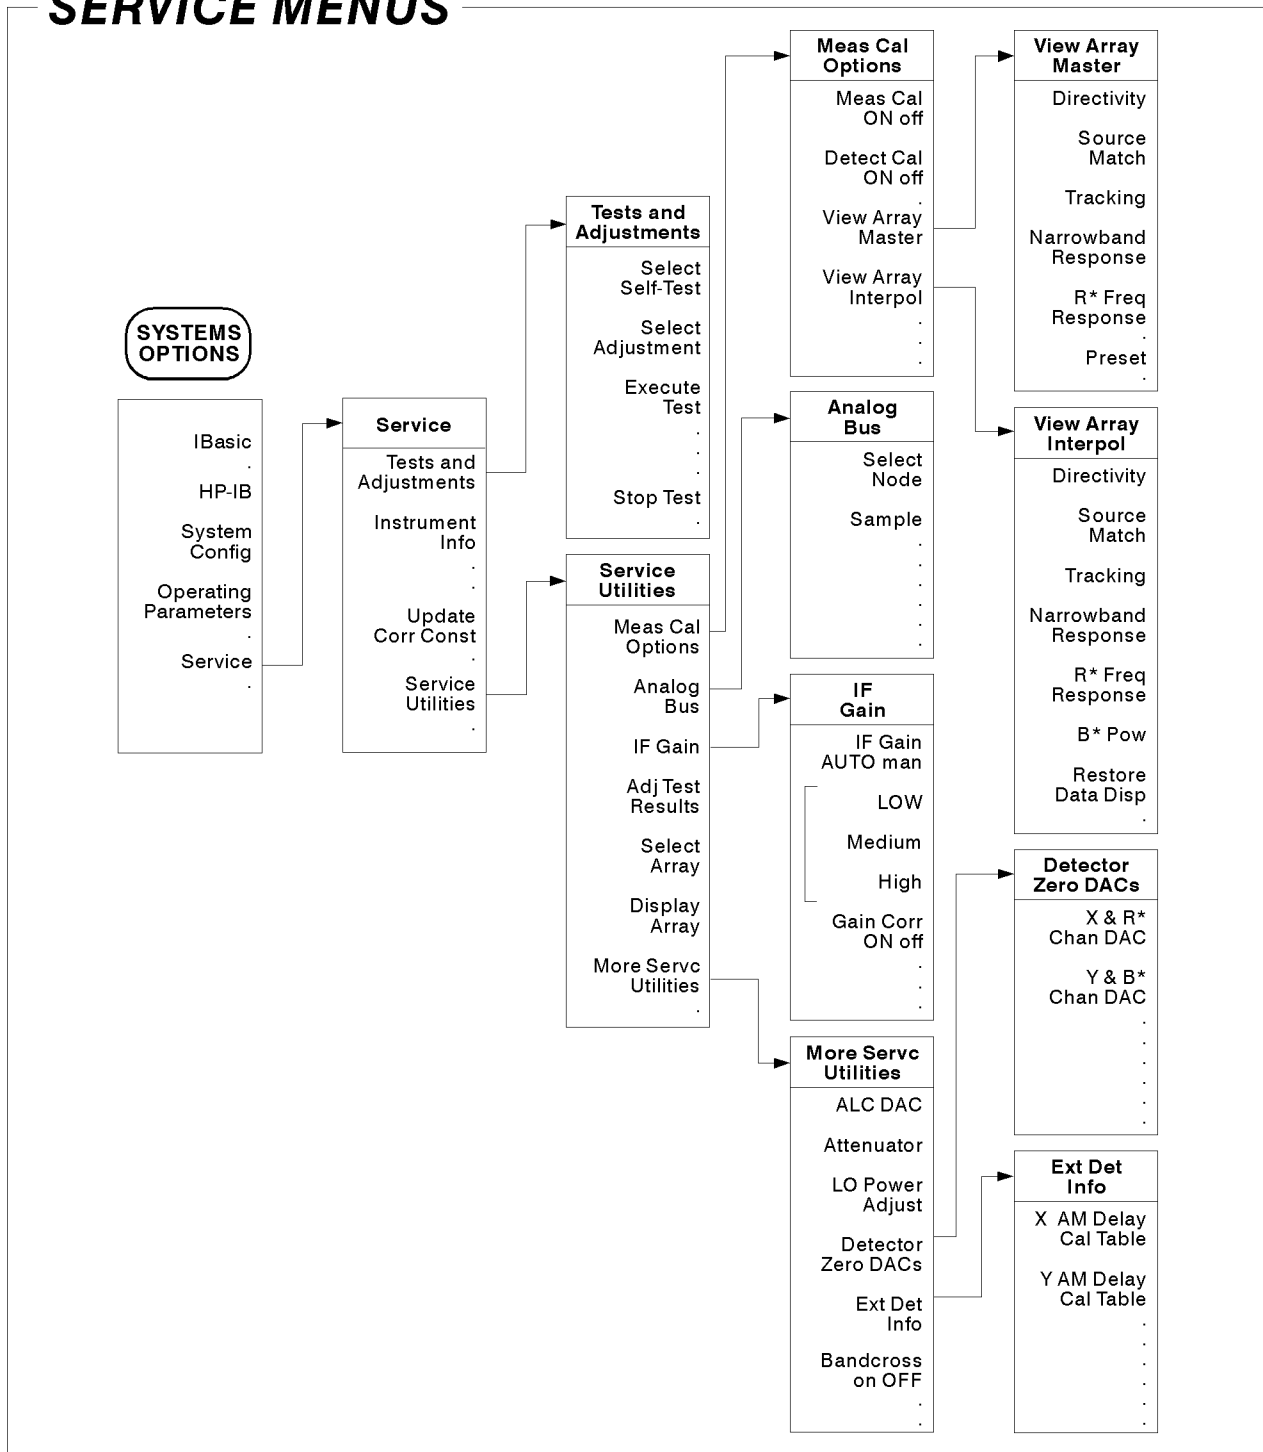 SERVICE MENUS
SYSTEMS
OPTIONS
IBasic
.
HP-IB
System
Config
Operating
Parameters
.
Service
.
Service
Tests and
Adjustments
Instrument
Info
.
.
Update
Corr Const
.
Service
Utilities
.
Tests and
Adjustments
Select
Self-Test
Select
Adjustment
Execute
Test
.
.
.
Stop Test
.
Service
Utilities
Meas Cal
Options
Analog
Bus
IF Gain
Adj Test
Results
Select
Array
Display
Array
More Servc
Utilities
.
Meas Cal
Options
Meas Cal
ON off
Detect Cal
ON off
.
View Array
Master
View Array
Interpol
.
.
.
Analog
Bus
Select
Node
Sample
.
.
.
.
.
.
IF
Gain
IF Gain
AUTO man
LOW
Medium
High
Gain Corr
ON off
.
.
.
More Servc
Utilities
ALC DAC
Attenuator
LO Power
Adjust
Detector
Zero DACs
Ext Det
Info
Bandcross
on OFF
.
.
View Array
Master
Directivity
Source
Match
Tracking
Narrowband
Response
R* Freq
Response
.
Preset
.
View Array
Interpol
Directivity
Source
Match
Tracking
Narrowband
Response
R* Freq
Response
B* Pow
Restore
Data Disp
.
Detector
Zero DACs
X & R*
Chan DAC
Y & B*
Chan DAC
.
.
.
.
.
.
Ext Det
Info
X AM Delay
Cal Table
Y AM Delay
Cal Table
.
.
.
.
.
.